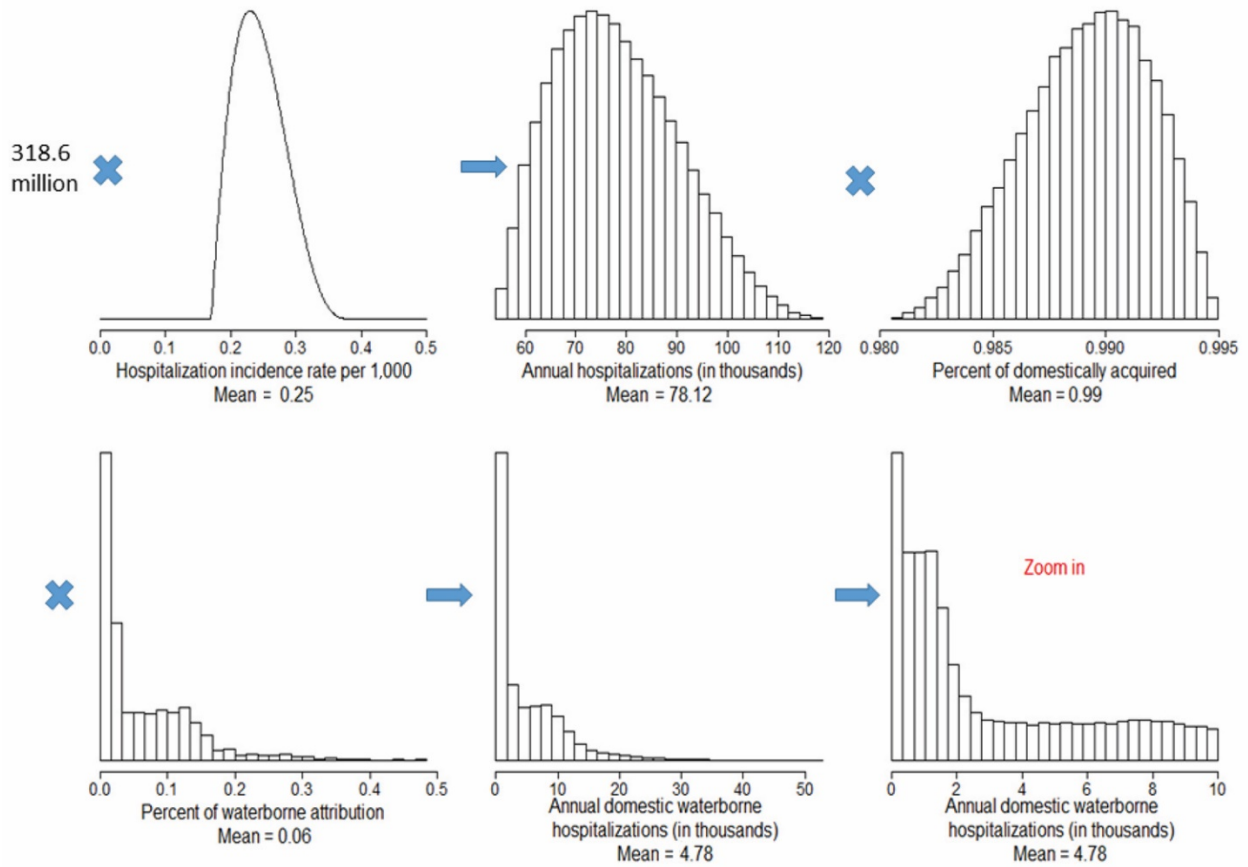 318.6
million
0.0 0.1 0.2 0.3 0.4 0.5
Hospitalization incidence rate per 1,000
Mean = 0.25
60 70 80 90 100 110 120
Annual hospitalizations (in thousands)
Mean = 78.12
0.980 0.985 0.990 0.995
Percent of domestically acquired
Mean = 0.99
0.0 0.1 0.2 0.3 0.4 0.5
Percent of waterborne attribution
Mean = 0.06
0 10 20 30 40 50
Annual domestic waterborne
hospitalizations (in thousands)
Mean = 4.78
Zoom in
0 2 4 6 8 10
Annual domestic waterborne
hospitalizations (in thousands)
Mean = 4.78